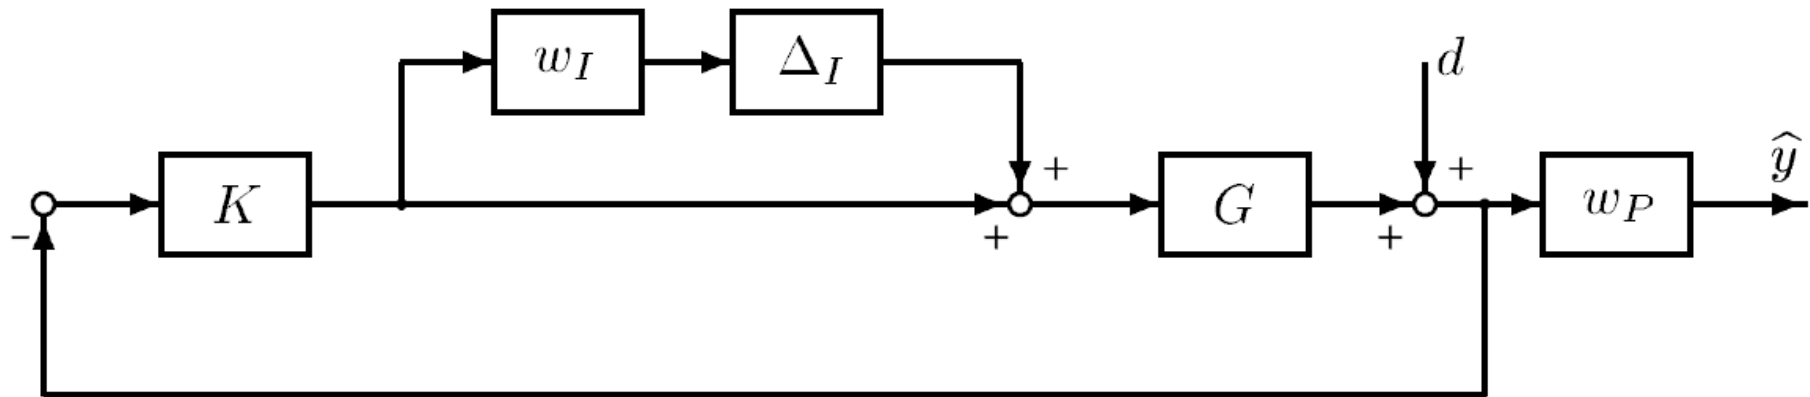 w_I
Δ_I
d
+
+
ŷ
K
G
w_P
-
+
+